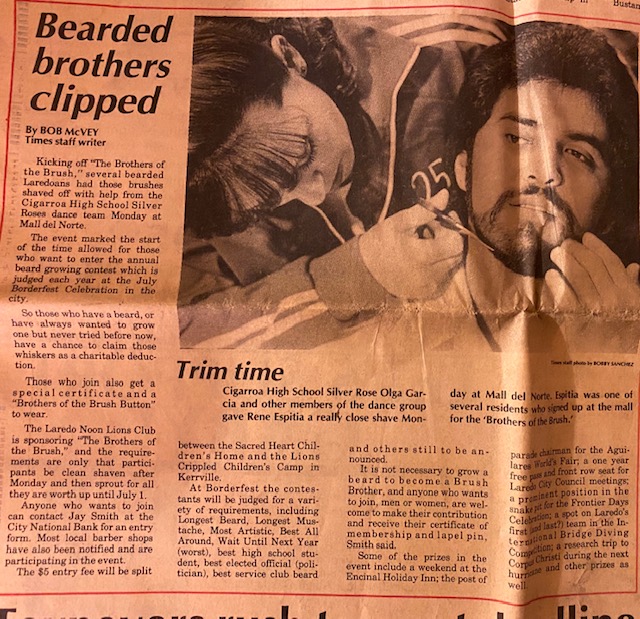 Bustan
Bearded
brothers
clipped
By BOB McVEY
Times staff writer
Kicking off "The Brothers of
the Brush," several bearded
Laredoans had those brushes
shaved off with help from the
Cigarroa High School Silver
Roses dance team Monday at
Mall del Norte.
The event marked the start
of the time allowed for those
who want to enter the annual
beard growing contest which is
judged each year at the July
Borderfest Celebration in the
city.
So those who have a beard, or
have always wanted to grow
one but never tried before now,
have a chance to claim those
whiskers as a charitable deduc-
tion.
Those who join also get a
special certificate and a
"Brothers of the Brush Button"
to wear.
The Laredo Noon Lions Club
is sponsoring "The Brothers of
the Brush," and the require-
ments are only that partici-
pants be clean shaven after
Monday and then sprout for all
they are worth up until July 1.
Anyone who wants to join
can contact Jay Smith at the
City National Bank for an entry
form. Most local barber shops
have also been notified and are
participating in the event.
The $5 entry fee will be split
25
Times staff photo by BOBBY SANCHEZ
Trim time
Cigarroa High School Silver Rose Olga Gar-
cia and other members of the dance group
gave Rene Espitia a really close shave Mon-
day at Mall del Norte. Espitia was one of
several residents who signed up at the mall
for the 'Brothers of the Brush.'
between the Sacred Heart Chil-
dren's Home and the Lions
Crippled Children's Camp in
Kerrville.
At Borderfest the contes-
tants will be judged for a vari-
ety of requirements, including
Longest Beard, Longest Mus-
tache, Most Artistic, Best All
Around, Wait Until Next Year
(worst), best high school stu-
dent, best elected official (poli-
tician), best service club beard
and others still to be an-
nounced.
It is not necessary to grow a
beard to become a Brush
Brother, and anyone who wants
to join, men or women, are wel-
come to make their contribution
and receive their certificate of
membership and lapel pin,
Smith said.
Some of the prizes in the
event include a weekend at the
Encinal Holiday Inn; the post of
parade chairman for the Agui-
lares World's Fair; a one year
free pass and front row seat for
Laredo City Council meetings;
a prominent position in the
snake pit for the Frontier Days
Celebration; a spot on Laredo's
first (and last?) team in the In-
ternational Bridge Diving
Competition; a research trip to
Corpus Christi during the next
hurricane and other prizes as
well.